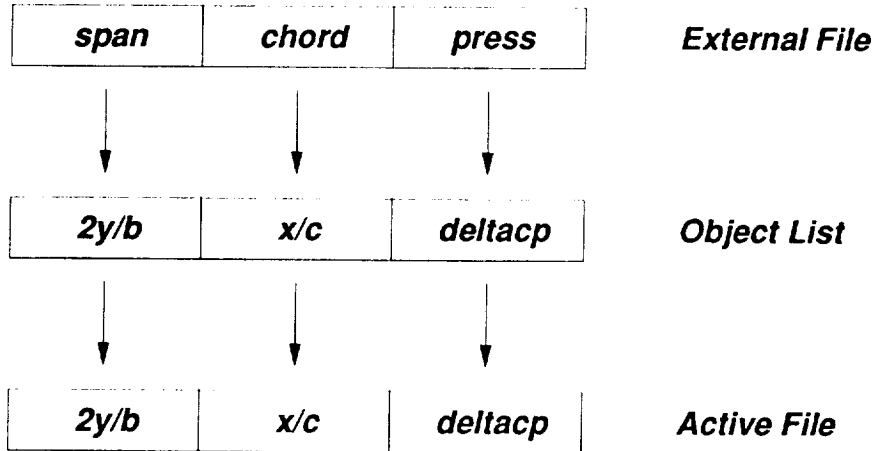 span chord press External File
2y/b x/c deltacp Object List
2y/b x/c deltacp Active File